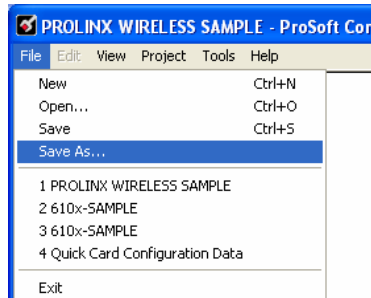 PROLINX WIRELESS SAMPLE - ProSoft Con
File Edit View Project Tools Help
New Ctrl+N
Open... Ctrl+O
Save Ctrl+S
Save As...
1 PROLINX WIRELESS SAMPLE
2 610x-SAMPLE
3 610x-SAMPLE
4 Quick Card Configuration Data
Exit